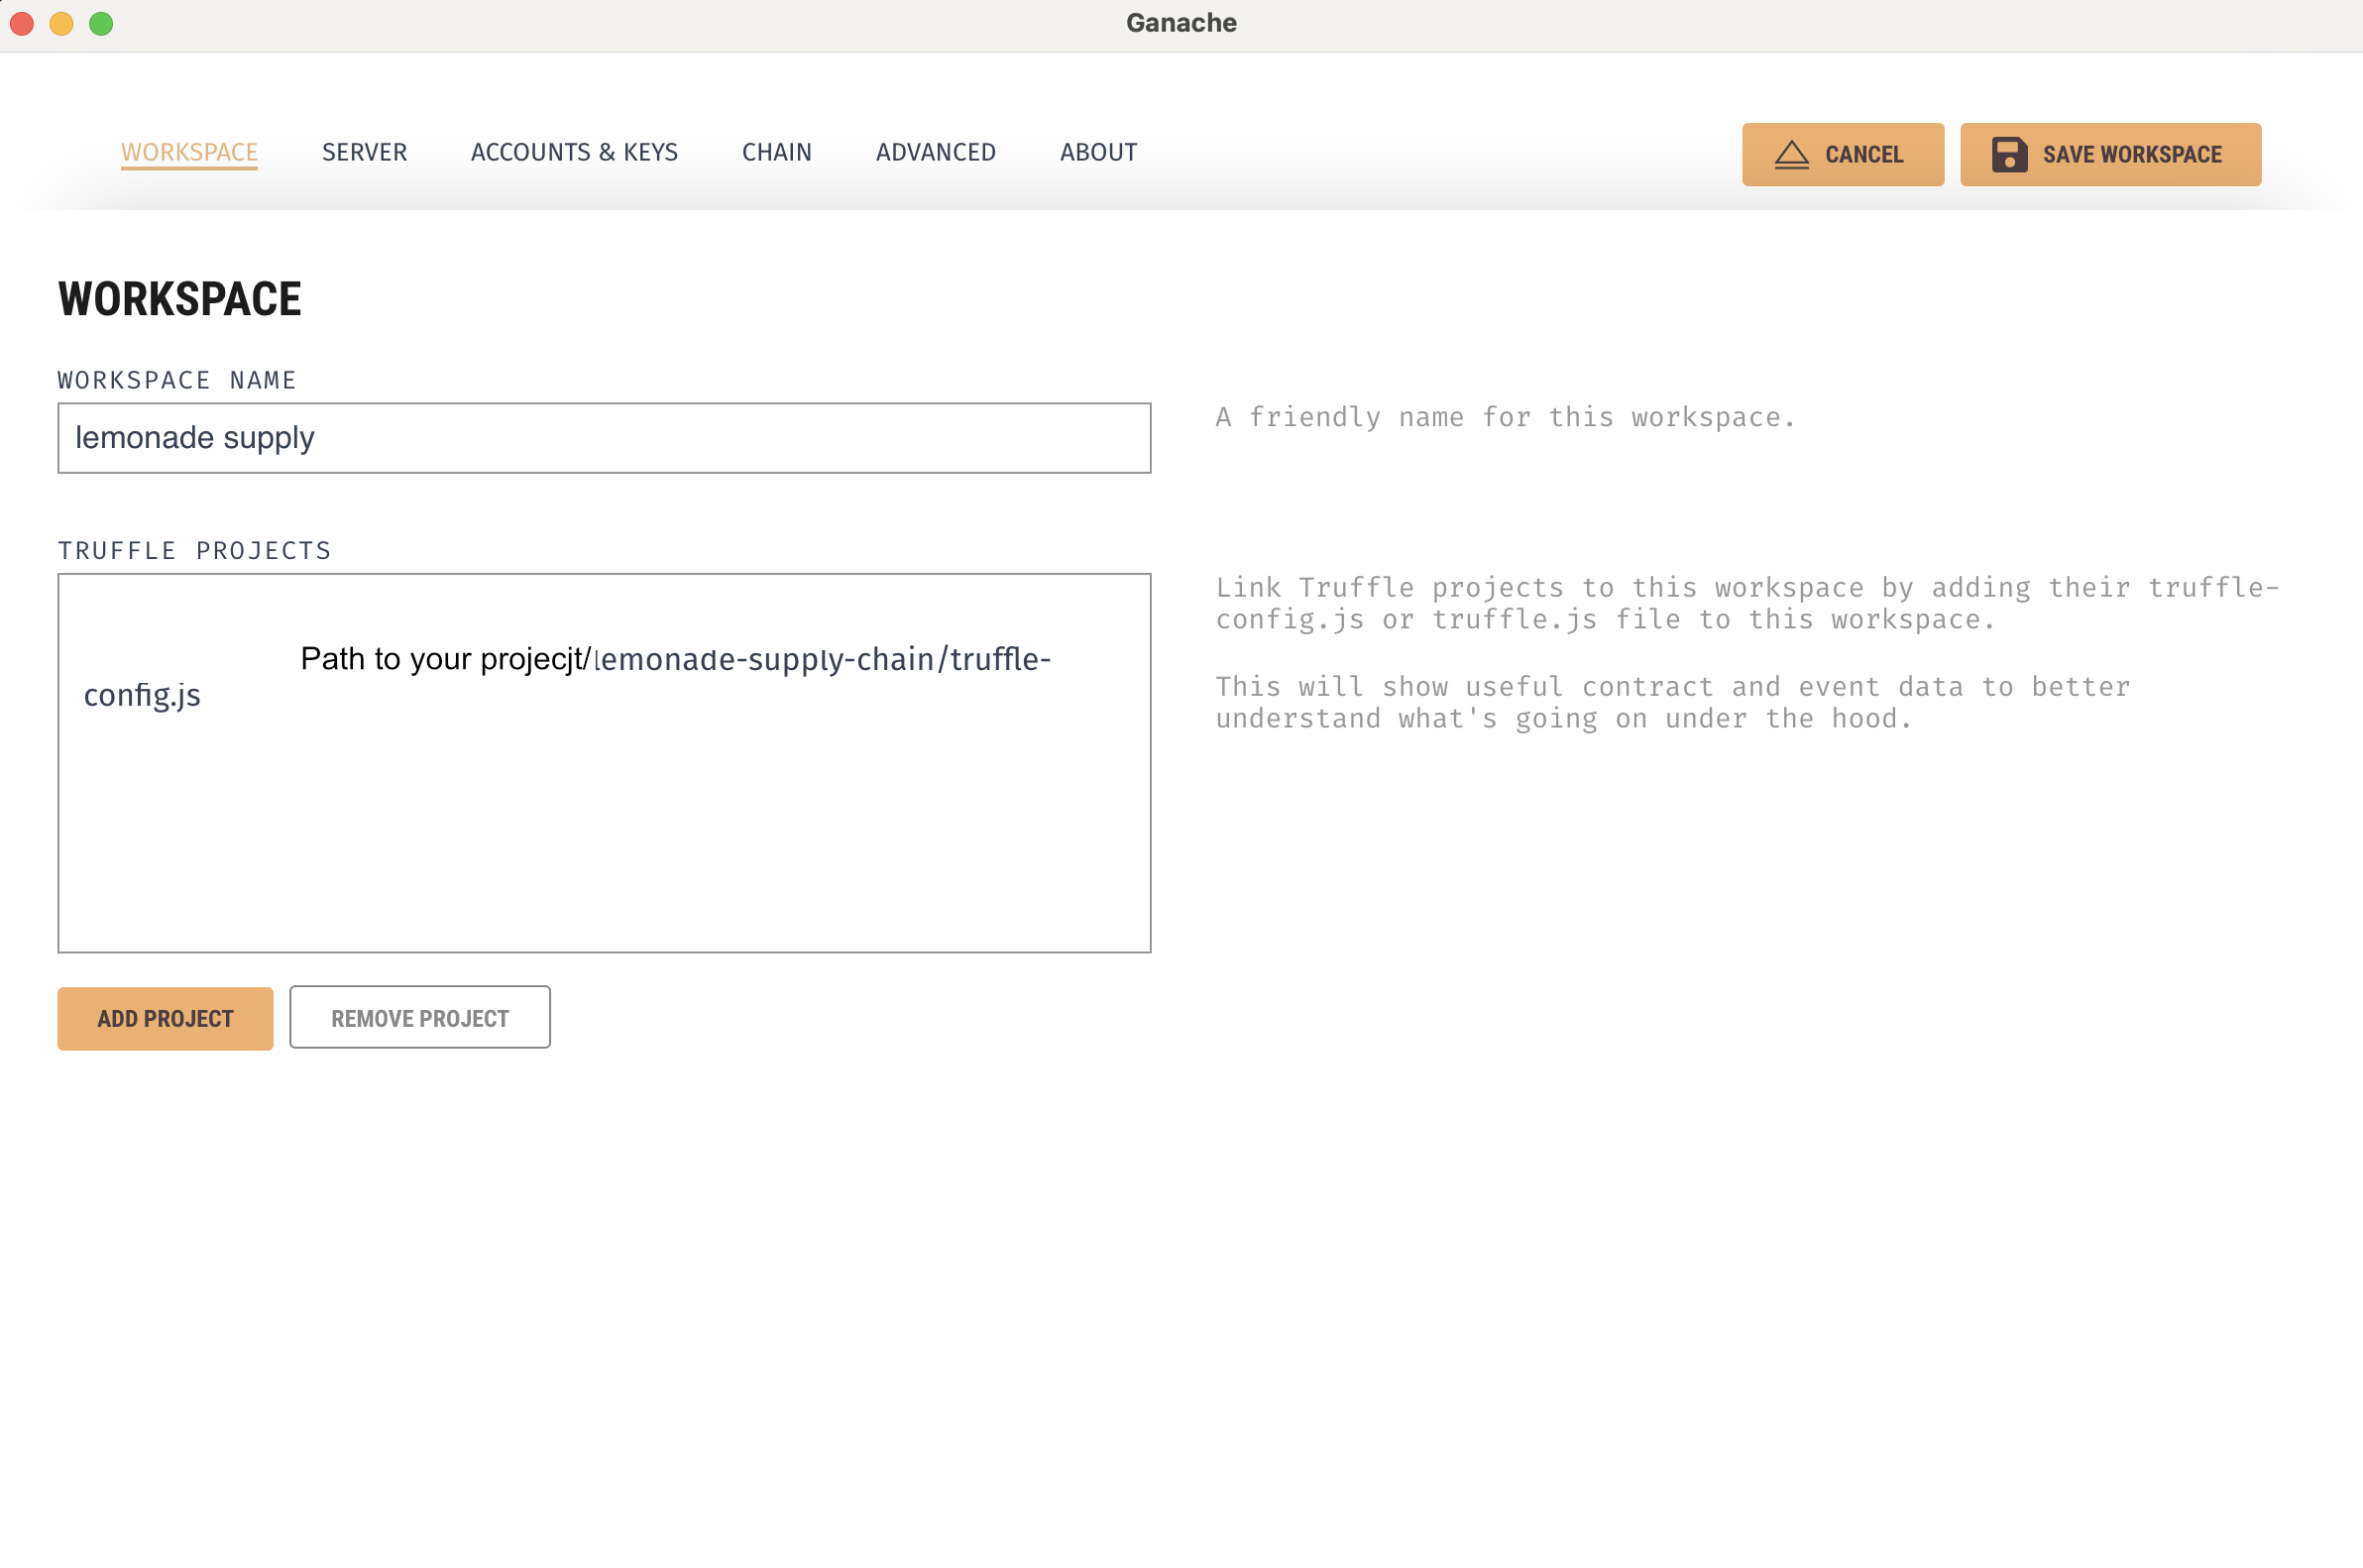 Ganache
WORKSPACE SERVER ACCOUNTS & KEYS CHAIN ADVANCED ABOUT CANCEL SAVE WORKSPACE
WORKSPACE
WORKSPACE NAME
lemonade supply
A friendly name for this workspace.
TRUFFLE PROJECTS
Path to your projecjt/lemonade-supply-chain/truffle-
config.js
Link Truffle projects to this workspace by adding their truffle-
config.js or truffle.js file to this workspace.
This will show useful contract and event data to better
understand what's going on under the hood.
ADD PROJECT REMOVE PROJECT